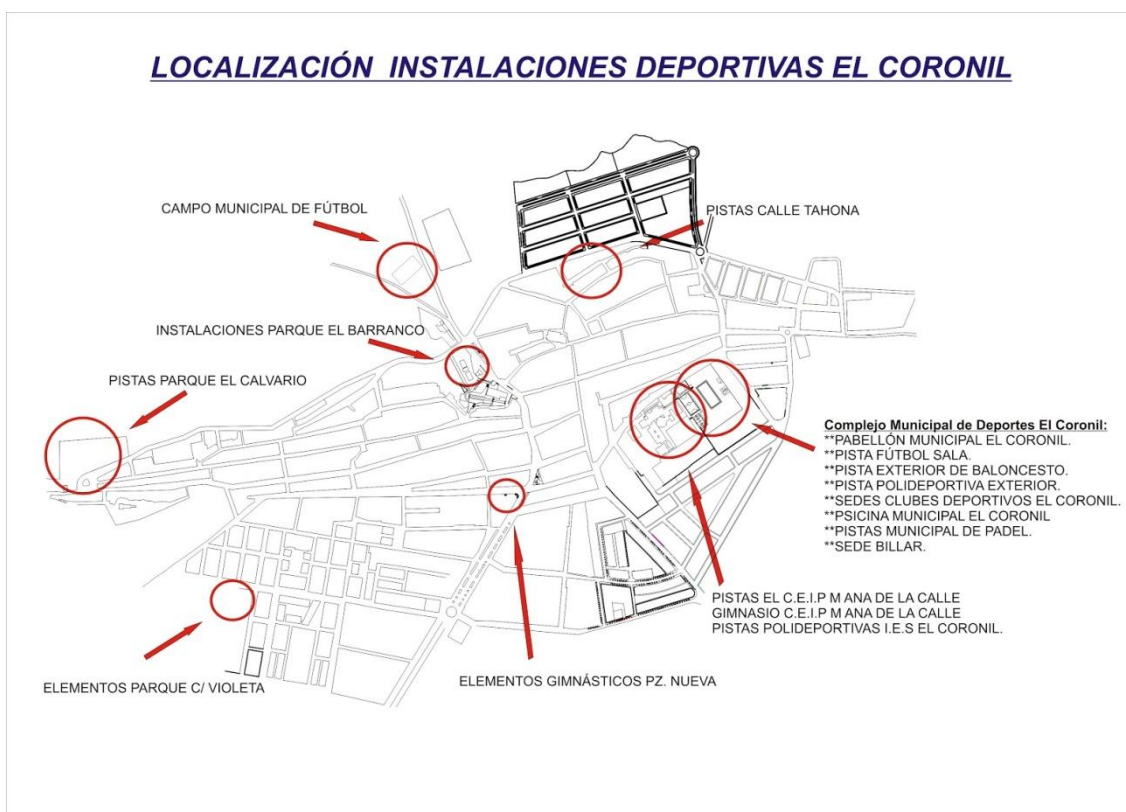 LOCALIZACIÓN INSTALACIONES DEPORTIVAS EL CORONIL
CAMPO MUNICIPAL DE FÚTBOL
PISTAS CALLE TAHONA
INSTALACIONES PARQUE EL BARRANCO
PISTAS PARQUE EL CALVARIO
Complejo Municipal de Deportes El Coronil:
**PABELLÓN MUNICIPAL EL CORONIL.
**PISTA FÚTBOL SALA.
**PISTA EXTERIOR DE BALONCESTO.
**PISTA POLIDEPORTIVA EXTERIOR.
**SEDES CLUBES DEPORTIVOS EL CORONIL.
**PSICINA MUNICIPAL EL CORONIL
**PISTAS MUNICIPAL DE PADEL.
**SEDE BILLAR.
PISTAS EL C.E.I.P M ANA DE LA CALLE
GIMNASIO C.E.I.P M ANA DE LA CALLE
PISTAS POLIDEPORTIVAS I.E.S EL CORONIL.
ELEMENTOS GIMNÁSTICOS PZ. NUEVA
ELEMENTOS PARQUE C/ VIOLETA